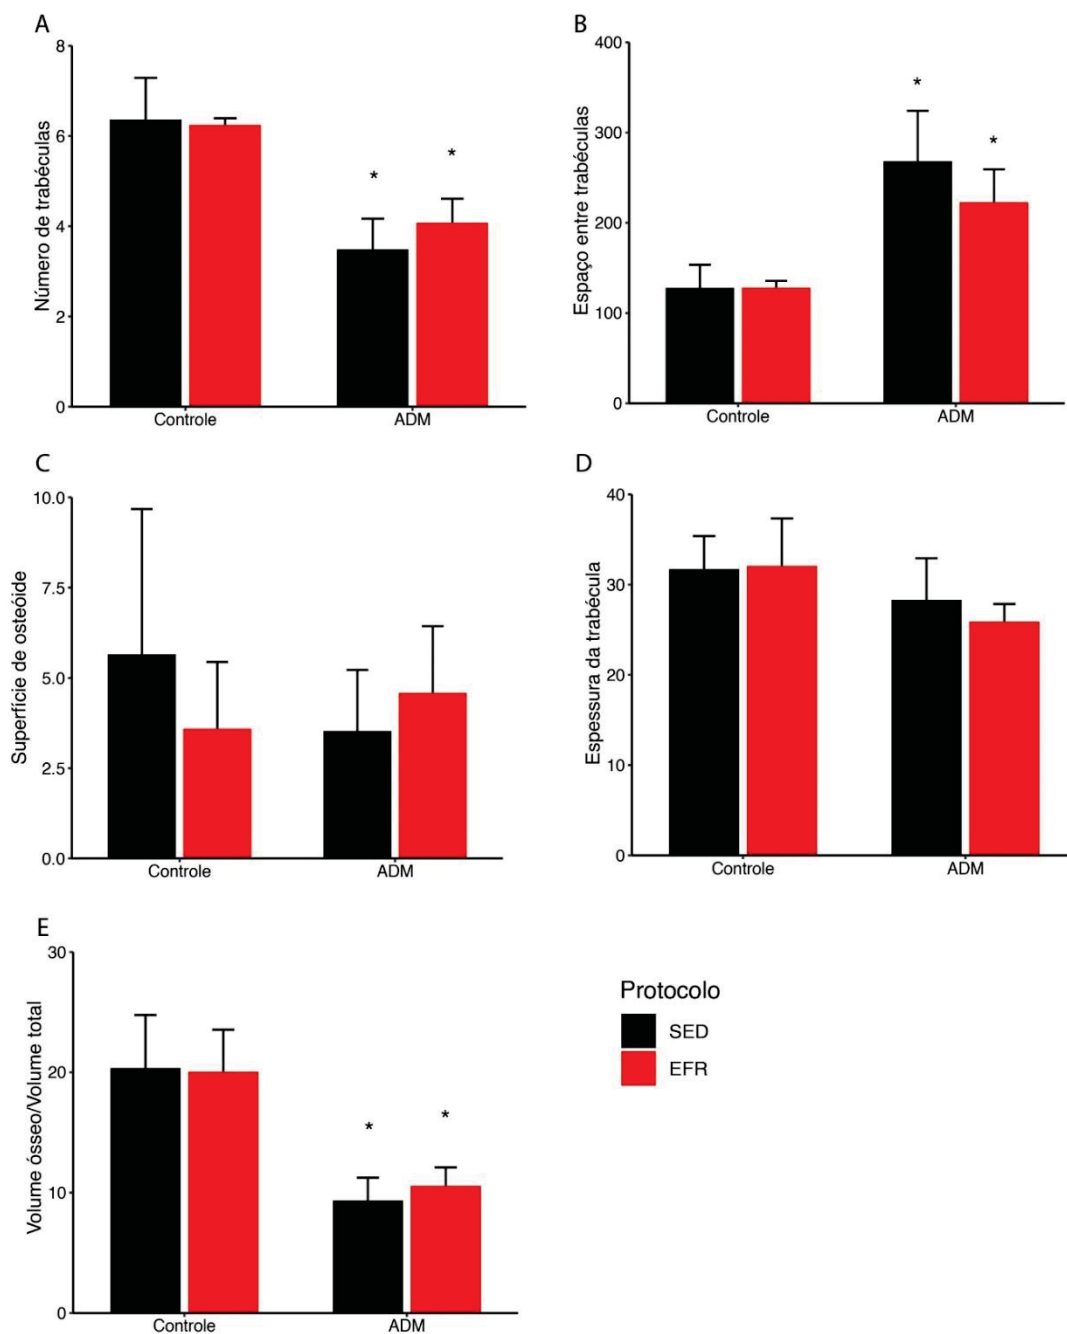 A
Número de trabéculas
8
6
4
2
0
*
*
Controle
ADM
B
Espaço entre trabéculas
400
300
200
100
0
*
*
Controle
ADM
C
Superfície de osteóide
10.0
7.5
5.0
2.5
0.0
Controle
ADM
D
Espessura da trabécula
40
30
20
10
0
Controle
ADM
E
Volume ósseo/Volume total
30
20
10
0
*
*
Controle
ADM
Protocolo
SED
EFR